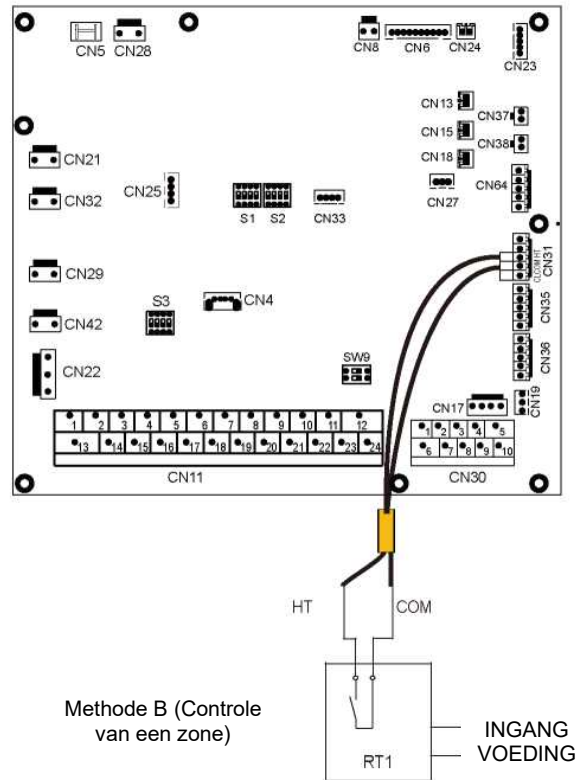 CN5
CN28
CN8
CN6
CN24
CN23
CN13
CN37
CN15
CN38
CN18
CN21
CN25
CN32
CN27
CN64
S1
S2
CN33
CN29
CL COM HT
CN31
S3
CN4
CN35
CN42
CN22
SW9
CN36
CN17
CN19
1 2 3 4 5 6 7 8 9 10 11 12
13 14 15 16 17 18 19 20 21 22 23 24
CN11
1 2 3 4 5
6 7 8 9 10
CN30
HT
COM
Methode B (Controle
van een zone)
RT1
INGANG
VOEDING